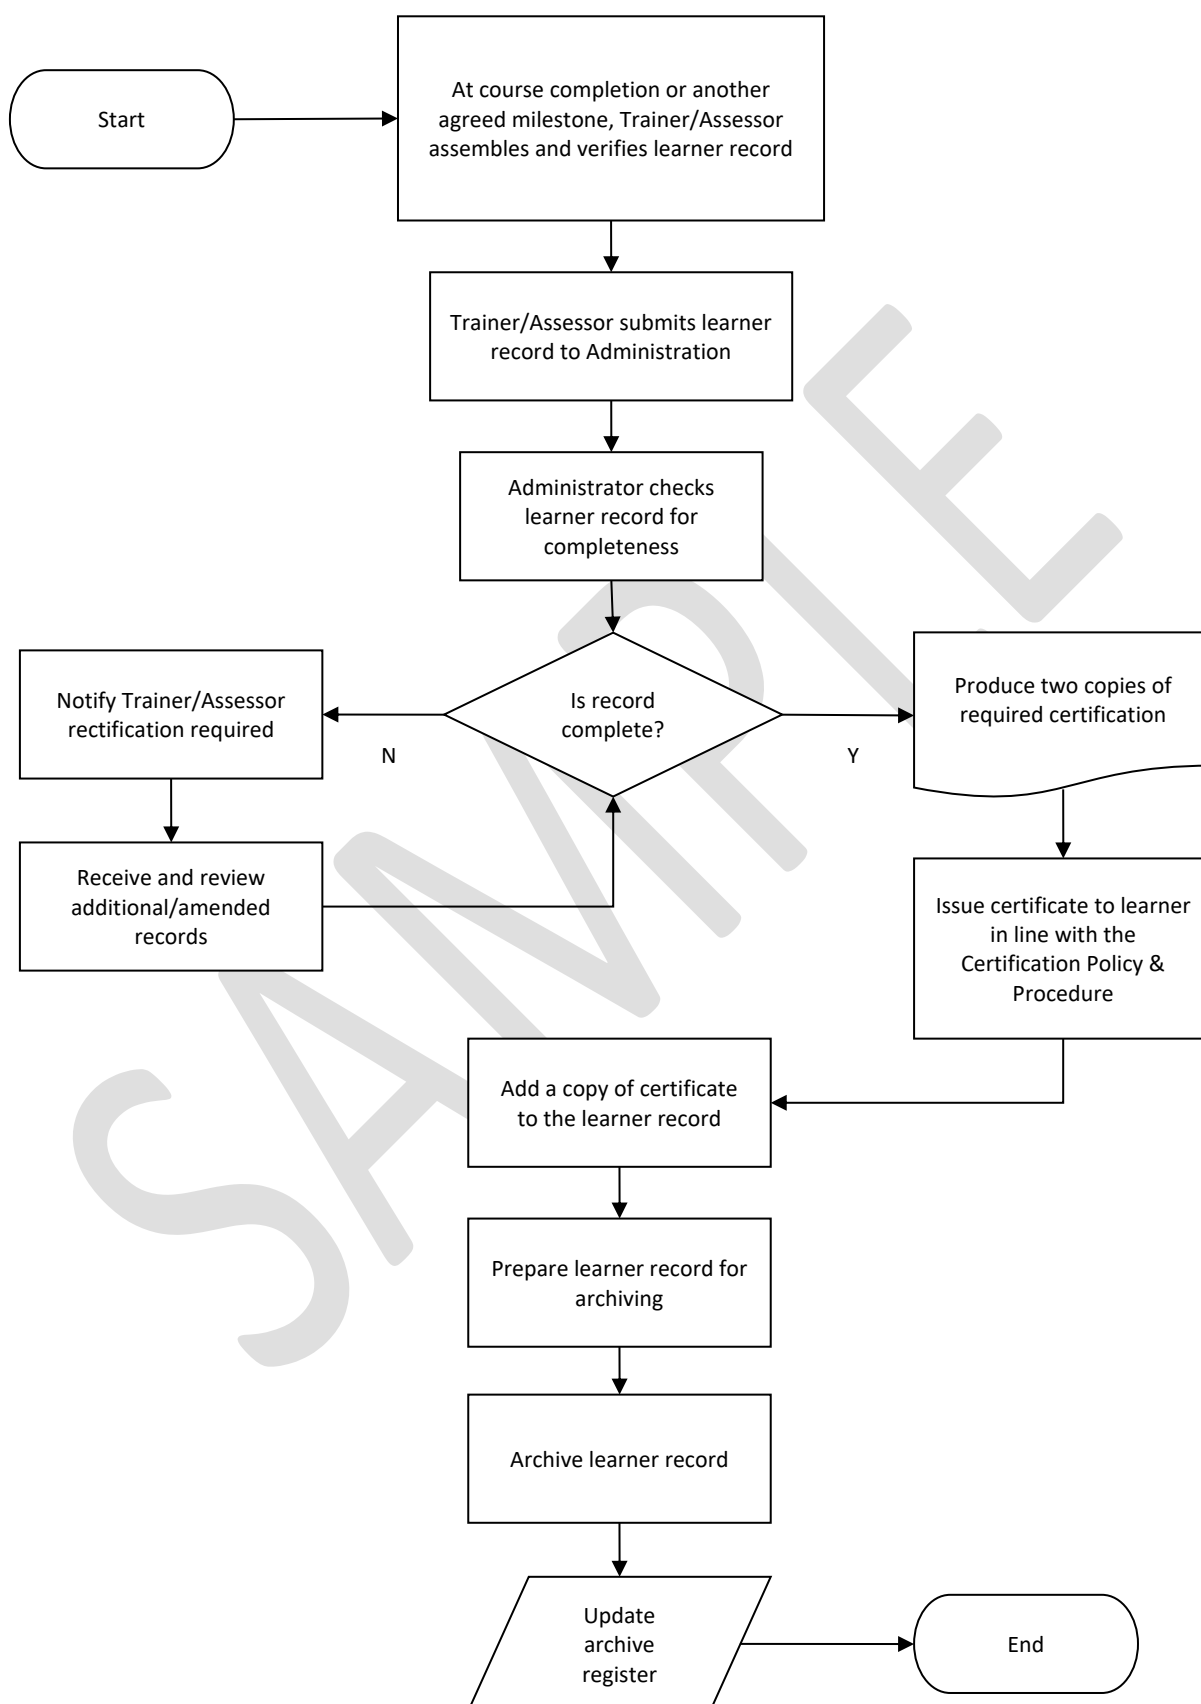 Start
At course completion or another
agreed milestone, Trainer/Assessor
assembles and verifies learner record
Trainer/Assessor submits learner
record to Administration
Administrator checks
learner record for
completeness
Is record
complete?
N
Y
Notify Trainer/Assessor
rectification required
Receive and review
additional/amended
records
Produce two copies of
required certification
Issue certificate to learner
in line with the
Certification Policy &
Procedure
Add a copy of certificate
to the learner record
Prepare learner record for
archiving
Archive learner record
Update
archive
register
End
SAMPLE